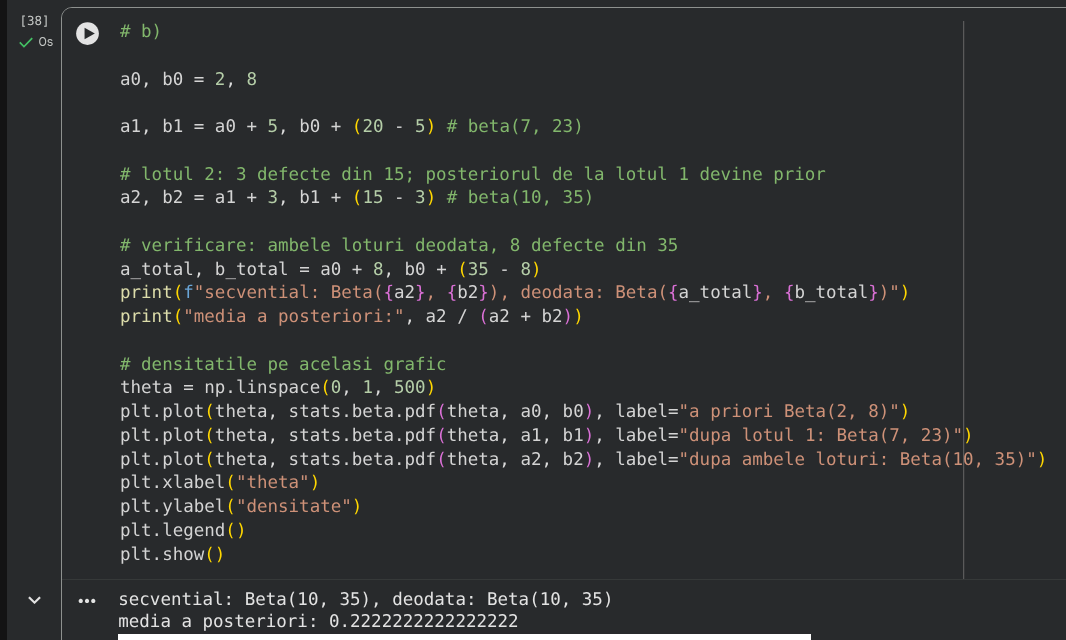 [38]
0s
# b)
a0, b0 = 2, 8
a1, b1 = a0 + 5, b0 + (20 - 5) # beta(7, 23)
# lotul 2: 3 defecte din 15; posteriorul de la lotul 1 devine prior
a2, b2 = a1 + 3, b1 + (15 - 3) # beta(10, 35)
# verificare: ambele loturi deodata, 8 defecte din 35
a_total, b_total = a0 + 8, b0 + (35 - 8)
print(f"secvential: Beta({a2}, {b2}), deodata: Beta({a_total}, {b_total})")
print("media a posteriori:", a2 / (a2 + b2))
# densitatile pe acelasi grafic
theta = np.linspace(0, 1, 500)
plt.plot(theta, stats.beta.pdf(theta, a0, b0), label="a priori Beta(2, 8)")
plt.plot(theta, stats.beta.pdf(theta, a1, b1), label="dupa lotul 1: Beta(7, 23)")
plt.plot(theta, stats.beta.pdf(theta, a2, b2), label="dupa ambele loturi: Beta(10, 35)")
plt.xlabel("theta")
plt.ylabel("densitate")
plt.legend()
plt.show()
secvential: Beta(10, 35), deodata: Beta(10, 35)
media a posteriori: 0.2222222222222222